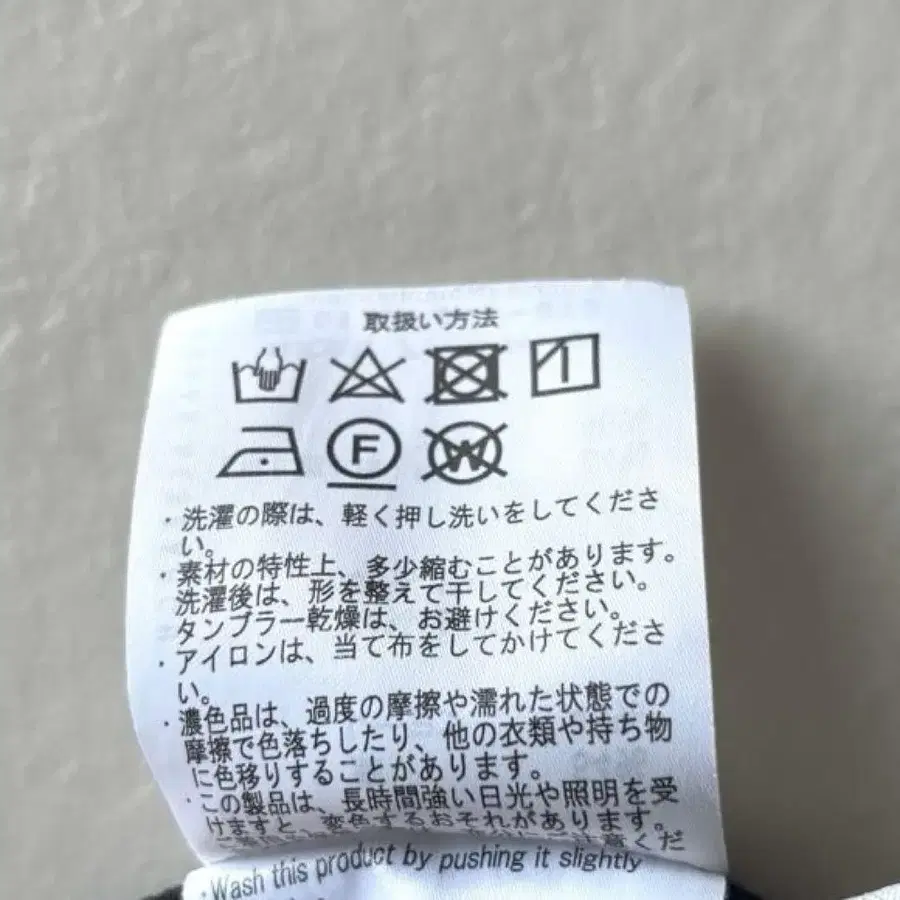 取扱い方法
F
W
・洗濯の際は、軽く押し洗いをしてくださ
い。
・素材の特性上、多少縮むことがあります。
洗濯後は、形を整えて干してください。
タンブラー乾燥は、お避けください。
・アイロンは、当て布をしてかけてくださ
い。
・濃色品は、過度の摩擦や濡れた状態での
摩擦で色落ちしたり、他の衣類や持ち物
に色移りすることがあります。
・この製品は、長時間強い日光や照明を受
けますと、変色するおそれがあります。
注意くだ
・Wash this product by pushing it slightly